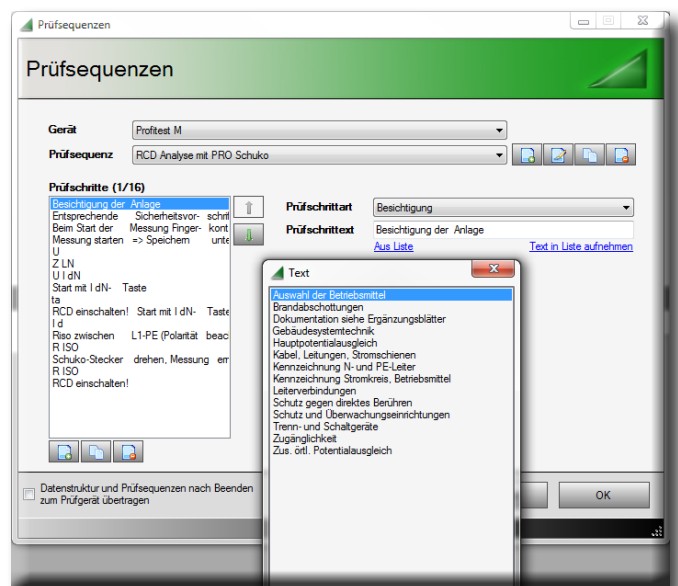 Prüfsequenzen
Prüfsequenzen
Gerät
Profitest M
Prüfsequenz
RCD Analyse mit PRO Schuko
Prüfschritte (1/16)
Besichtigung der Anlage
Entsprechende Sicherheitsvor- schrif
Beim Start der Messung Finger- kont
Messung starten => Speichern unte
U
Z LN
U I dN
Start mit I dN- Taste
ta
RCD einschalten! Start mit I dN- Taste
I d
Riso zwischen L1-PE (Polarität beac
R ISO
Schuko-Stecker drehen, Messung ern
R ISO
RCD einschalten!
Prüfschrittart
Besichtigung
Prüfschritttext
Besichtigung der Anlage
Aus Liste
Text in Liste aufnehmen
Text
Auswahl der Betriebsmittel
Brandabschottungen
Dokumentation siehe Ergänzungsblätter
Gebäudesystemtechnik
Hauptpotentialausgleich
Kabel, Leitungen, Stromschienen
Kennzeichnung N- und PE-Leiter
Kennzeichnung Stromkreis, Betriebsmittel
Leiterverbindungen
Schutz gegen direktes Berühren
Schutz und Überwachungseinrichtungen
Trenn- und Schaltgeräte
Zugänglichkeit
Zus. örtl. Potentialausgleich
Datenstruktur und Prüfsequenzen nach Beenden
zum Prüfgerät übertragen
OK